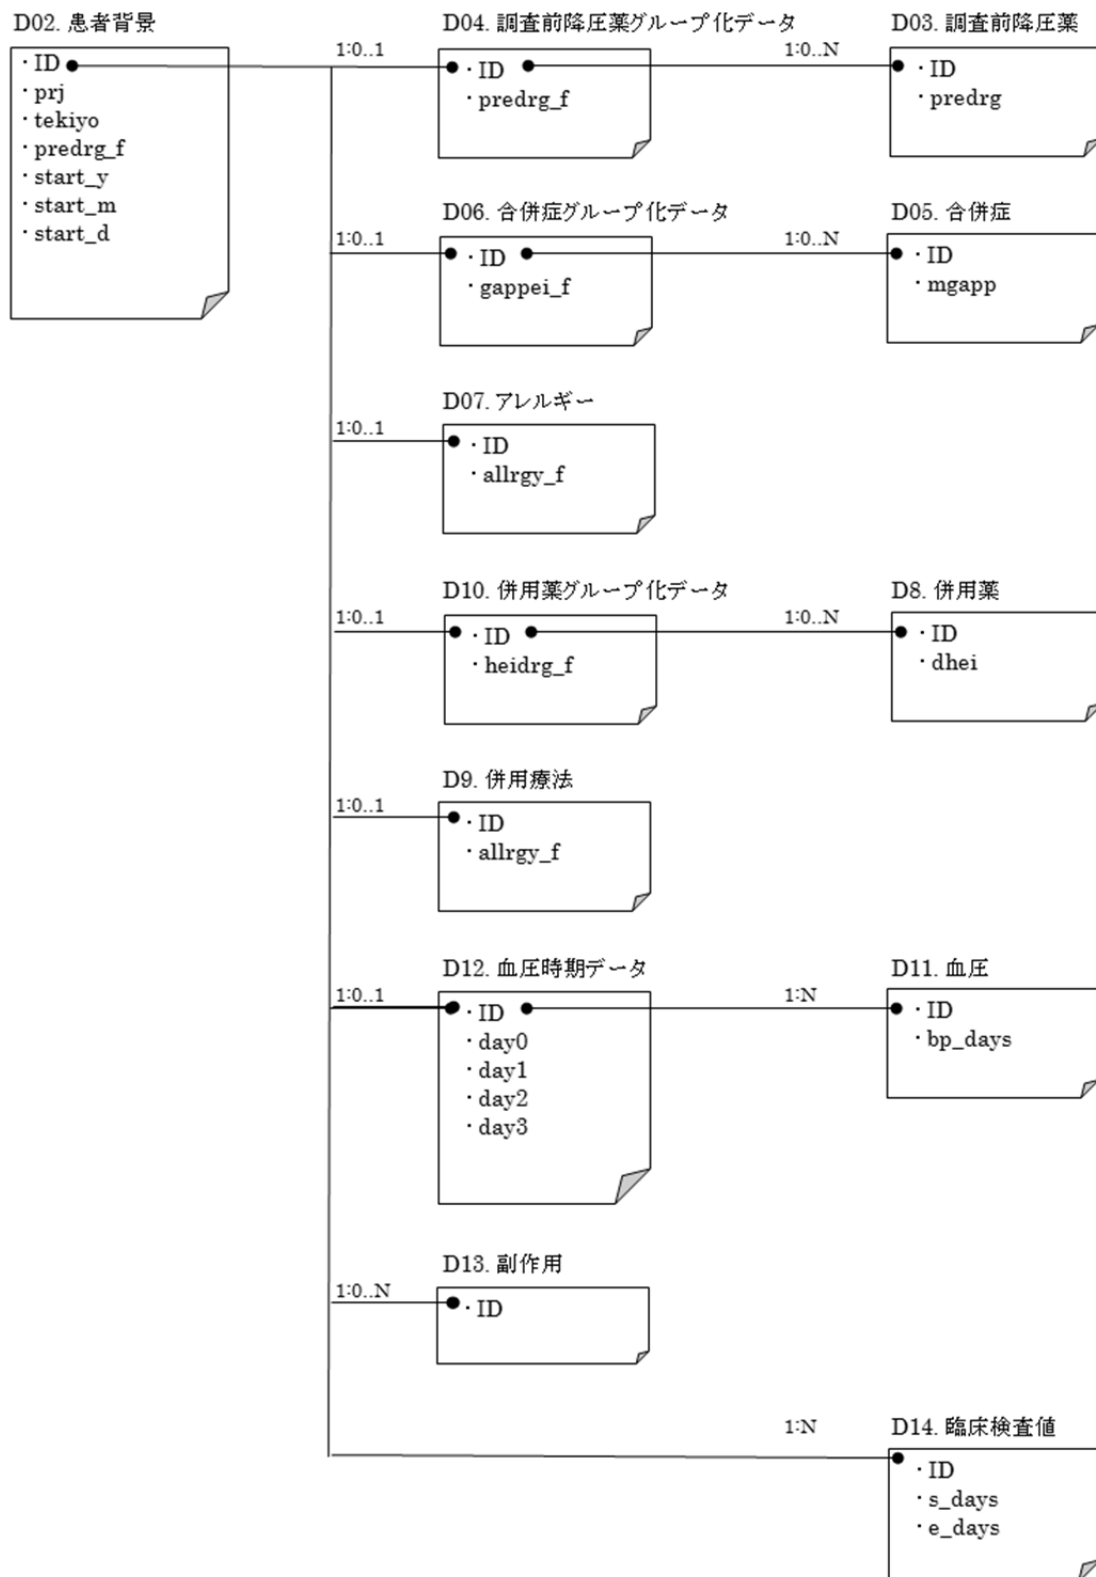 D02. 患者背景
・ID
・prj
・tekiyo
・predrg_f
・start_y
・start_m
・start_d
1:0..1
D04. 調査前降圧薬グループ化データ
・ID
・predrg_f
1:0..N
D03. 調査前降圧薬
・ID
・predrg
1:0..1
D06. 合併症グループ化データ
・ID
・gappei_f
1:0..N
D05. 合併症
・ID
・mgapp
1:0..1
D07. アレルギー
・ID
・allrgy_f
1:0..1
D10. 併用薬グループ化データ
・ID
・heidrg_f
1:0..N
D8. 併用薬
・ID
・dhei
1:0..1
D9. 併用療法
・ID
・allrgy_f
1:0..1
D12. 血圧時期データ
・ID
・day0
・day1
・day2
・day3
1:N
D11. 血圧
・ID
・bp_days
1:0..N
D13. 副作用
・ID
1:N
D14. 臨床検査値
・ID
・s_days
・e_days